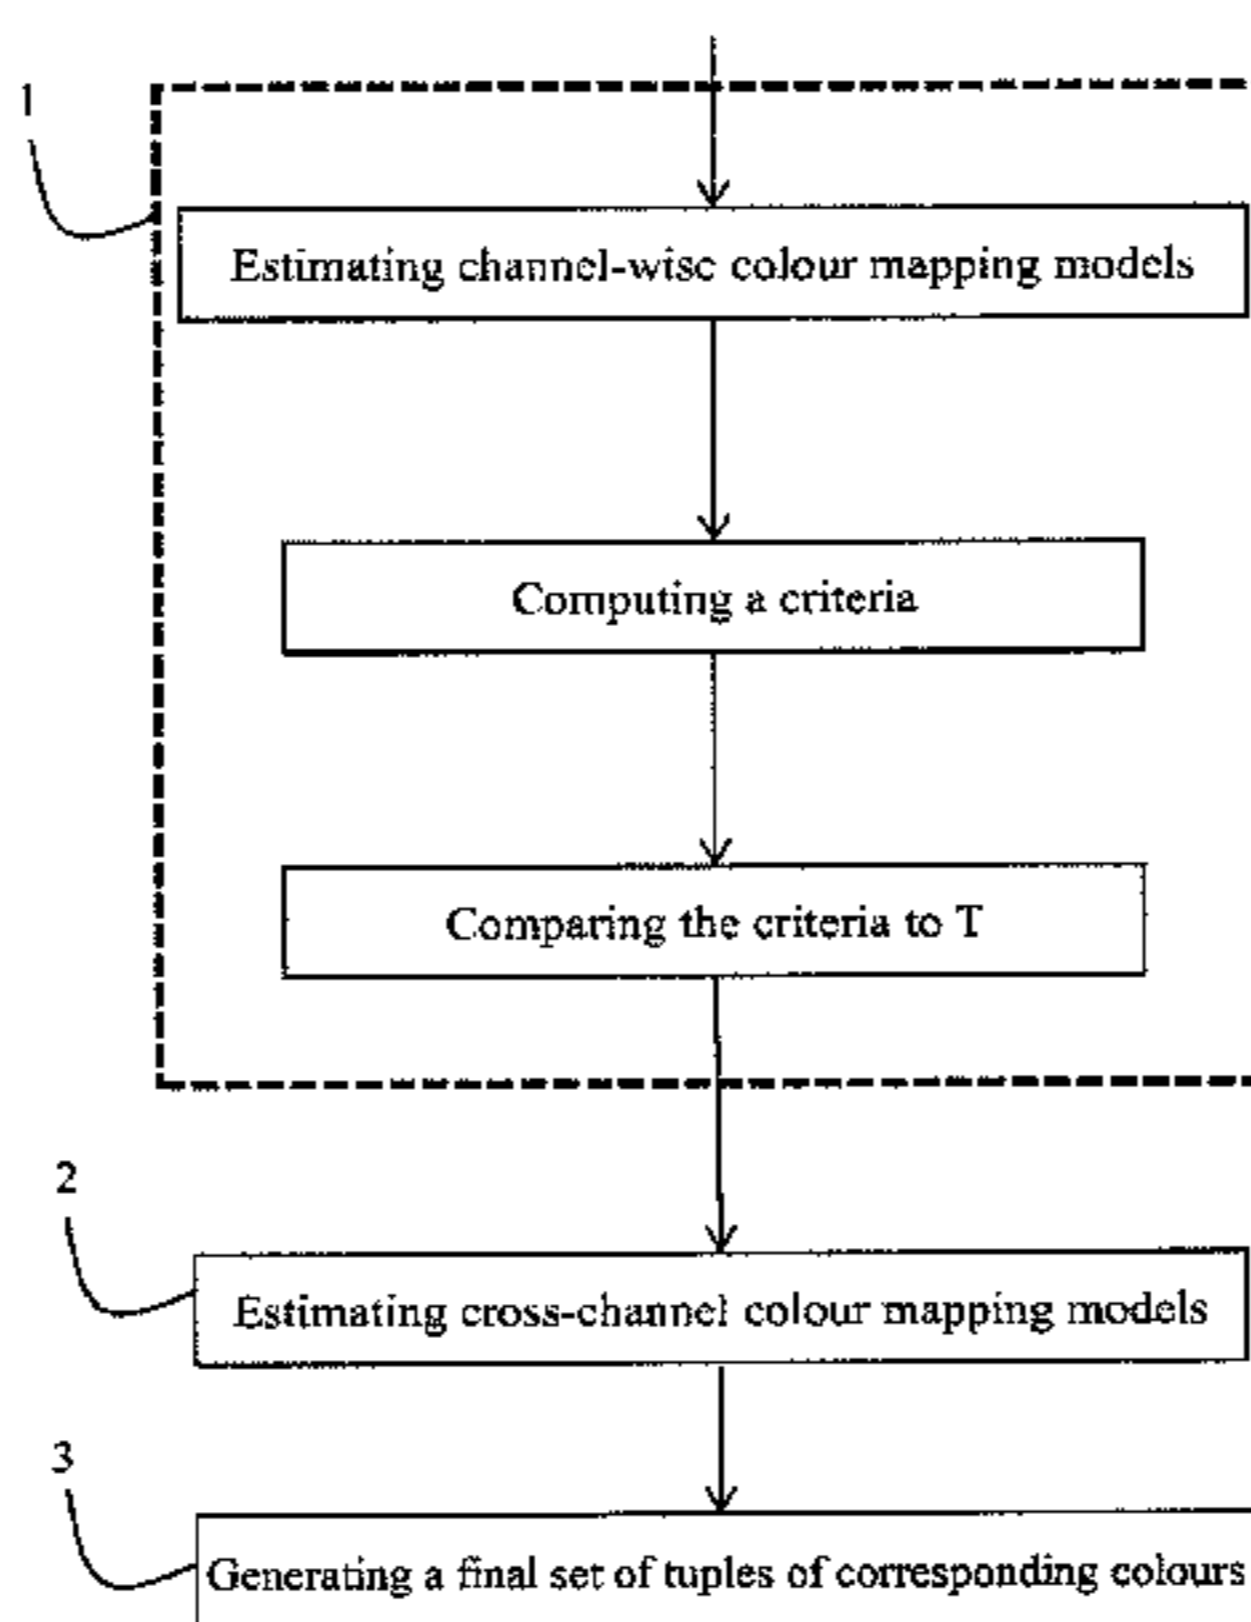 1
Estimating channel-wise colour mapping models
Computing a criteria
Comparing the criteria to T
2
Estimating cross-channel colour mapping models
3
Generating a final set of tuples of corresponding colours